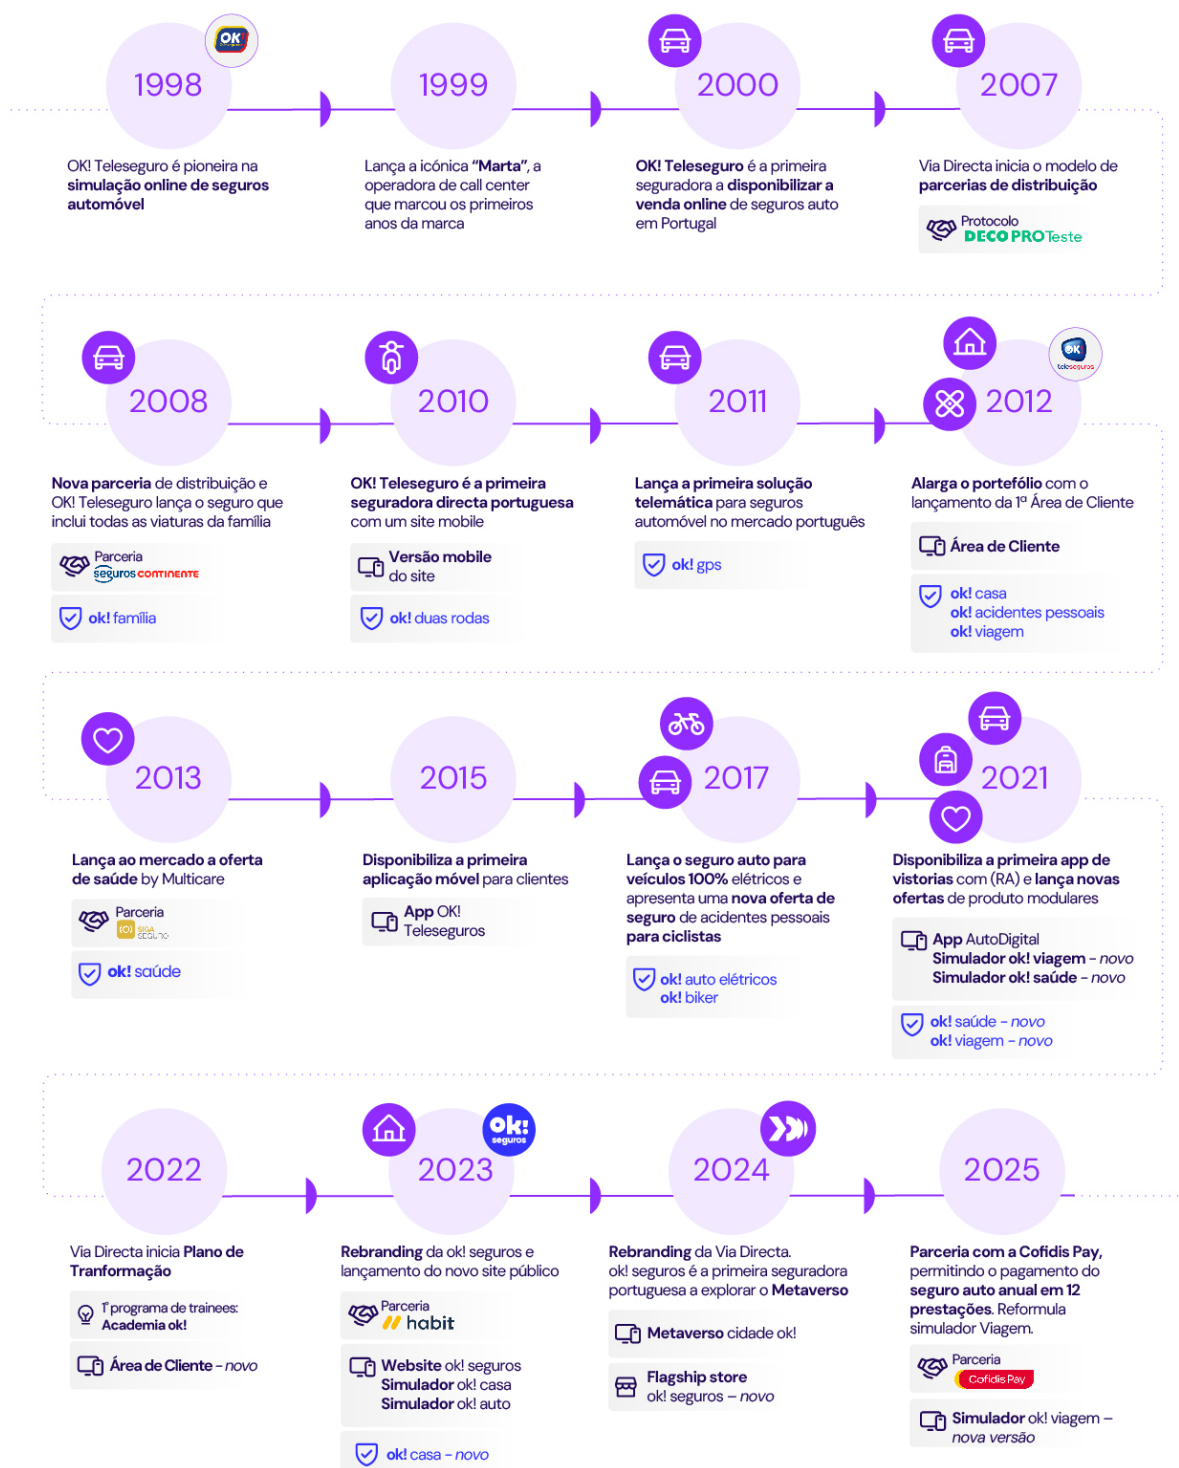 OK!
1998
OK! Teleseguro é pioneira na
simulação online de seguros
automóvel
1999
Lança a icónica “Marta”, a
operadora de call center
que marcou os primeiros
anos da marca
2000
OK! Teleseguro é a primeira
seguradora a disponibilizar a
venda online de seguros auto
em Portugal
2007
Via Directa inicia o modelo de
parcerias de distribuição
Protocolo
DECO PROTeste
2008
Nova parceria de distribuição e
OK! Teleseguro lança o seguro que
inclui todas as viaturas da família
Parceria
seguros continente
ok! família
2010
OK! Teleseguro é a primeira
seguradora directa portuguesa
com um site mobile
Versão mobile
do site
ok! duas rodas
2011
Lança a primeira solução
telemática para seguros
automóvel no mercado português
ok! gps
OK!
teleseguros
2012
Alarga o portefólio com o
lançamento da 1ª Área de Cliente
Área de Cliente
ok! casa
ok! acidentes pessoais
ok! viagem
2013
Lança ao mercado a oferta
de saúde by Multicare
Parceria
SIGA
SEGURO
ok! saúde
2015
Disponibiliza a primeira
aplicação móvel para clientes
App OK!
Teleseguros
2017
Lança o seguro auto para
veículos 100% elétricos e
apresenta uma nova oferta de
seguro de acidentes pessoais
para ciclistas
ok! auto elétricos
ok! biker
2021
Disponibiliza a primeira app de
vistorias com (RA) e lança novas
ofertas de produto modulares
App AutoDigital
Simulador ok! viagem - novo
Simulador ok! saúde - novo
ok! saúde - novo
ok! viagem - novo
2022
Via Directa inicia Plano de
Tranformação
1º programa de trainees:
Academia ok!
Área de Cliente - novo
ok!
seguros
2023
Rebranding da ok! seguros e
lançamento do novo site público
Parceria
habit
Website ok! seguros
Simulador ok! casa
Simulador ok! auto
ok! casa - novo
2024
Rebranding da Via Directa.
ok! seguros é a primeira seguradora
portuguesa a explorar o Metaverso
Metaverso cidade ok!
Flagship store
ok! seguros – novo
2025
Parceria com a Cofidis Pay,
permitindo o pagamento do
seguro auto anual em 12
prestações. Reformula
simulador Viagem.
Parceria
Cofidis Pay
Simulador ok! viagem –
nova versão